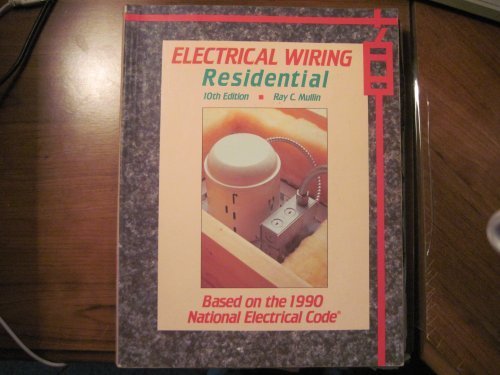 ELECTRICAL WIRING
Residential
10th Edition ▪ Ray C. Mullin
Based on the 1990
National Electrical Code®